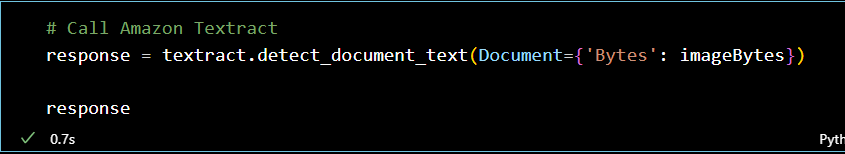 # Call Amazon Textract
response = textract.detect_document_text(Document={'Bytes': imageBytes})
response
0.7s
Pyth